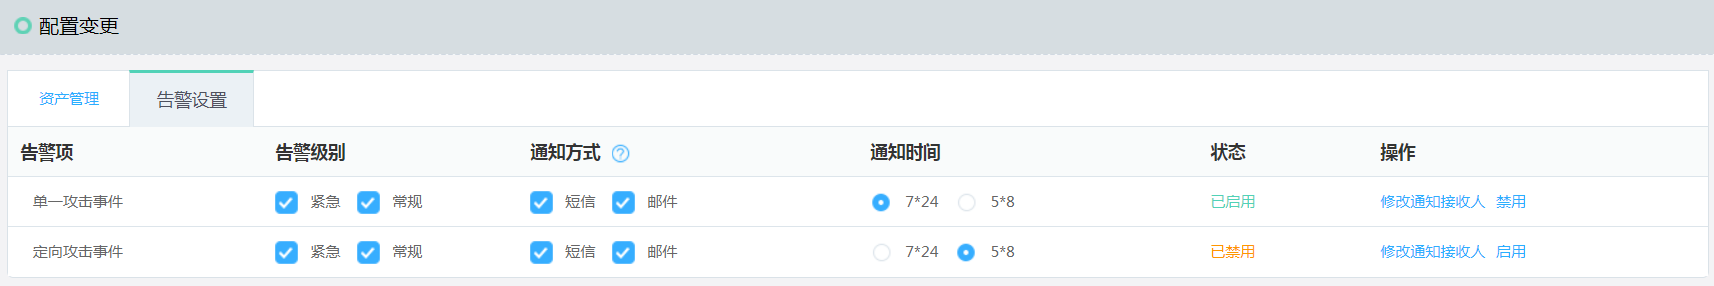 配置变更
资产管理 告警设置
告警项 告警级别 通知方式 ? 通知时间 状态 操作
单一攻击事件 紧急 常规 短信 邮件 7*24 5*8 已启用 修改通知接收人 禁用
定向攻击事件 紧急 常规 短信 邮件 7*24 5*8 已禁用 修改通知接收人 启用